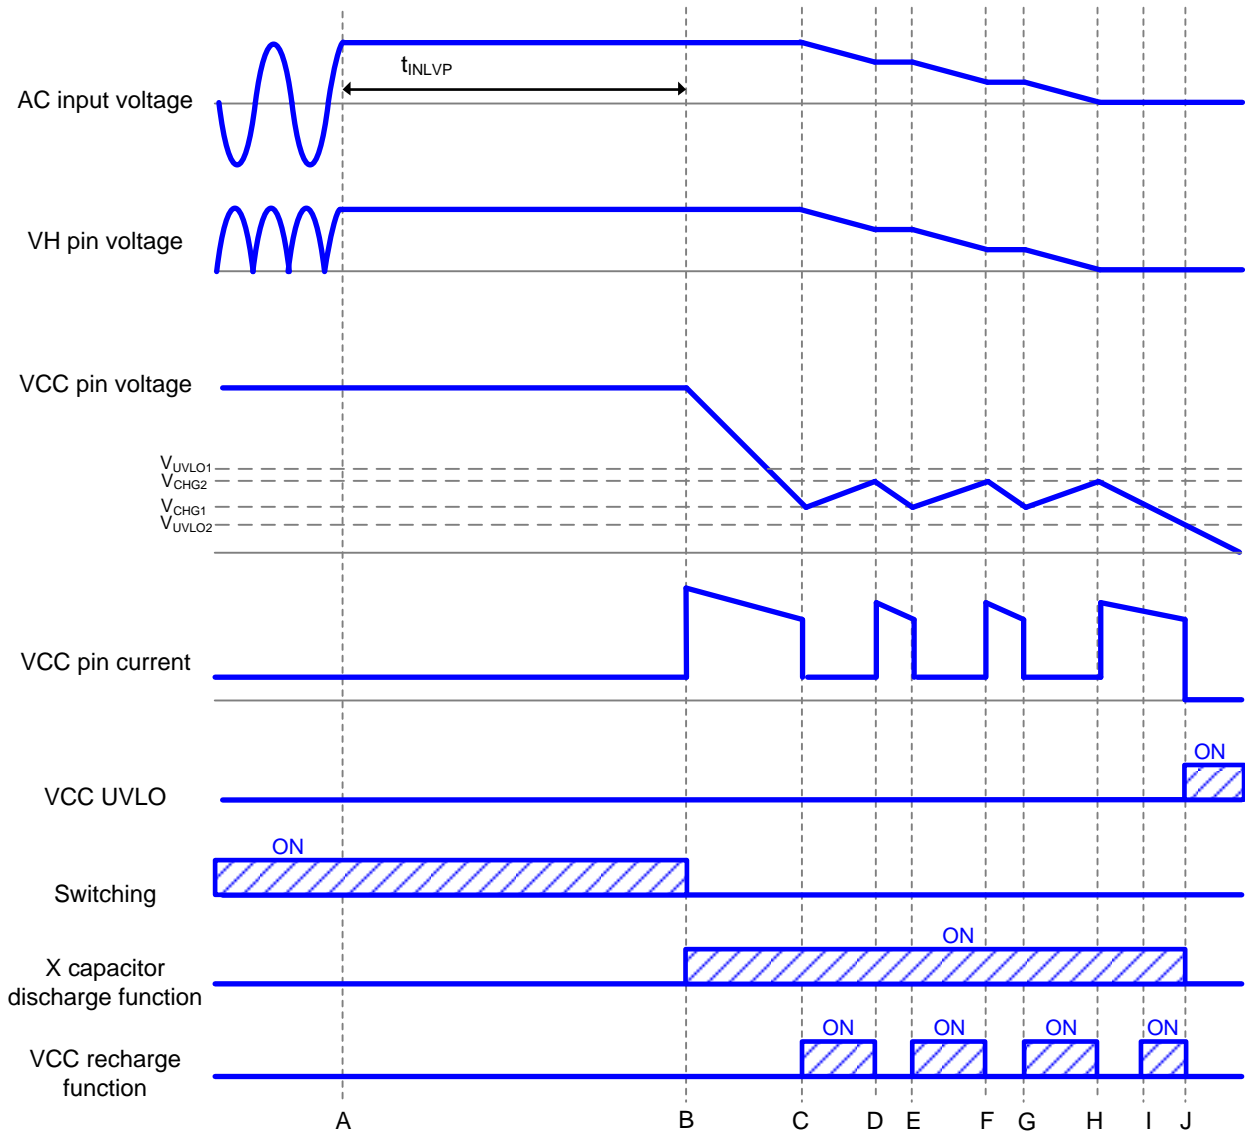 AC input voltage
tINLVP
VH pin voltage
VCC pin voltage
VUVLO1
VCHG2
VCHG1
VUVLO2
VCC pin current
VCC UVLO
ON
Switching
ON
X capacitor
discharge function
ON
VCC recharge
function
ON ON ON ON
A B C D E F G H I J